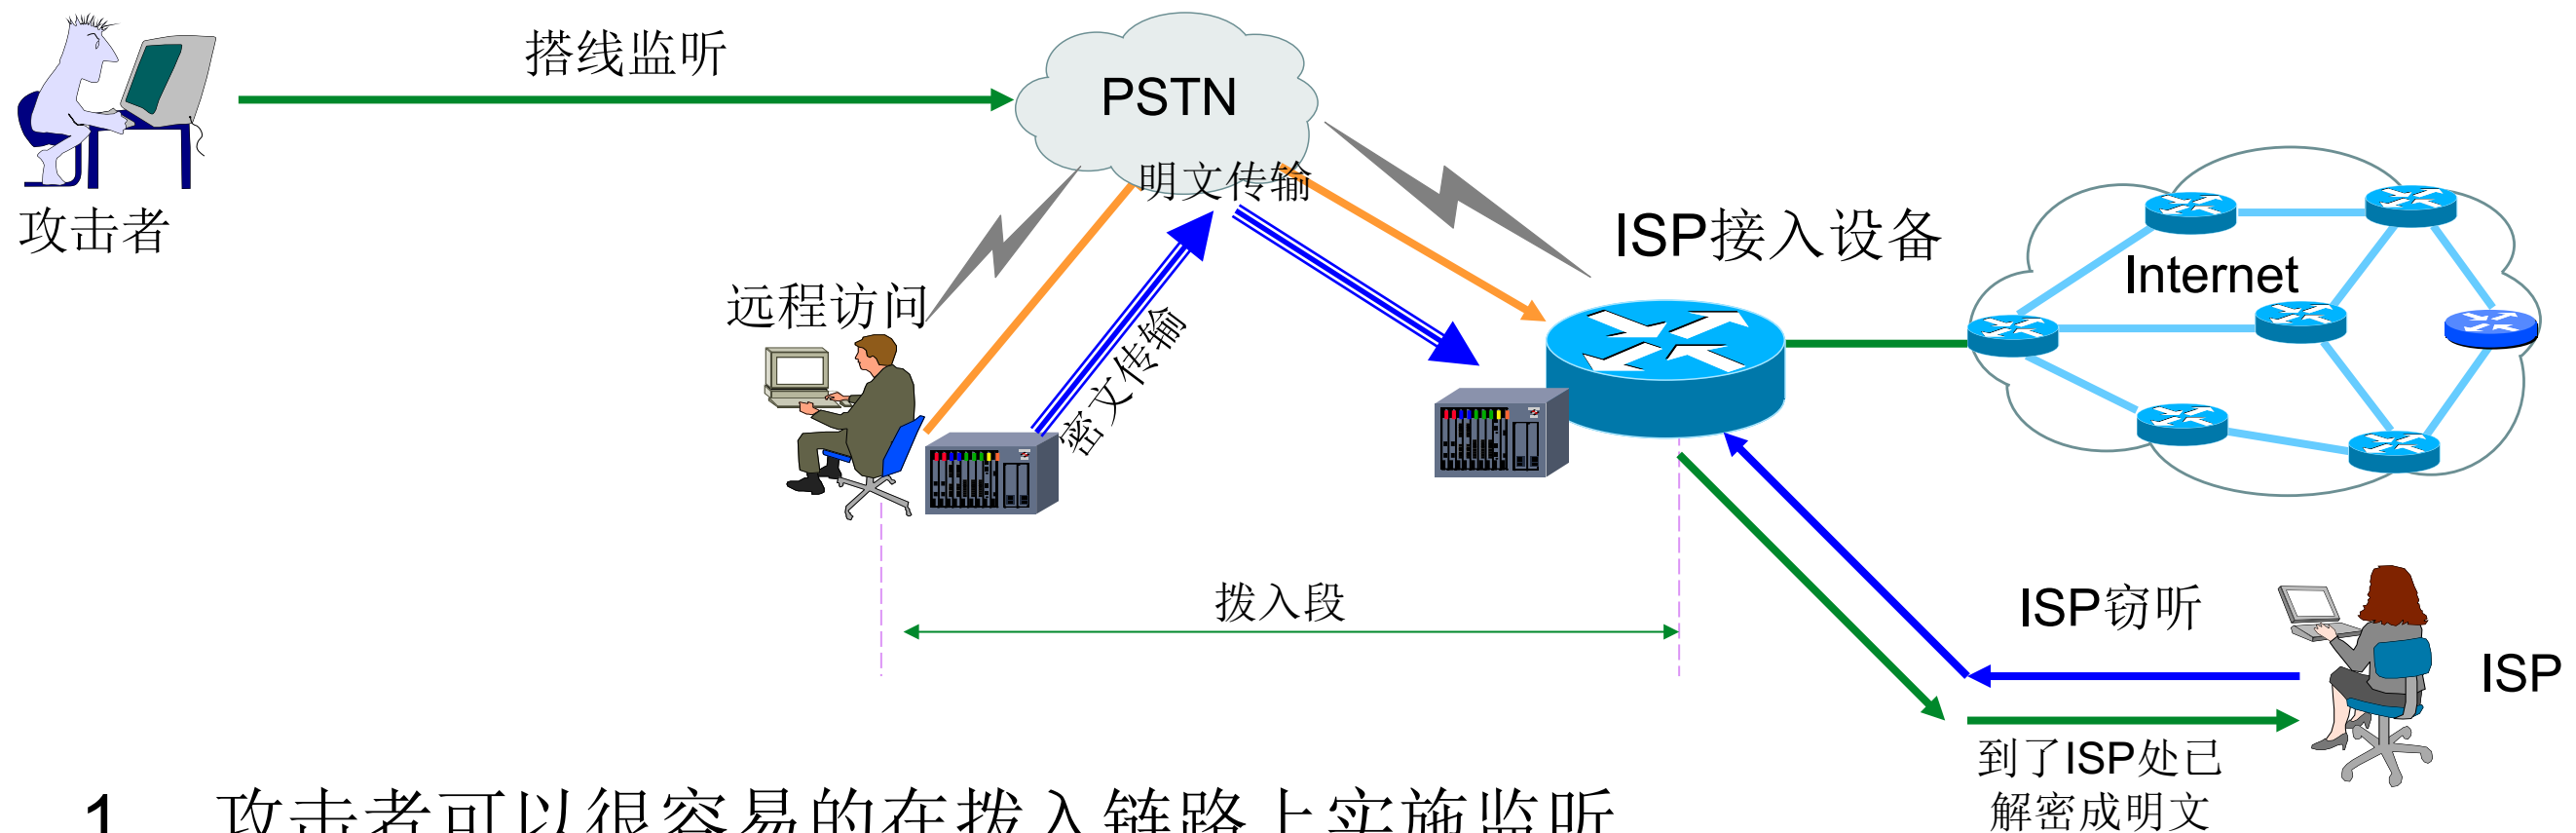 搭线监听
PSTN
明文传输
攻击者
ISP接入设备
Internet
远程访问
密文传输
拨入段
ISP窃听
ISP
到了ISP处已
解密成明文
1 攻击者可以很容易的在拨入链路上实施监听